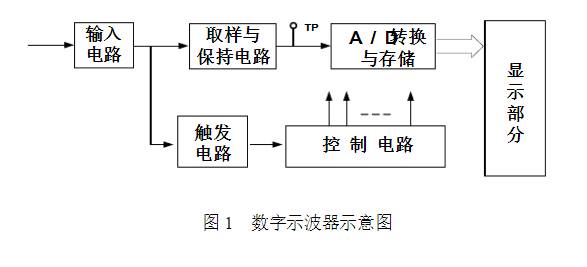 输入
电路
取样与
保持电路
TP
A / D转换
与存储
显
示
部
分
触发
电路
控 制 电路
图1 数字示波器示意图